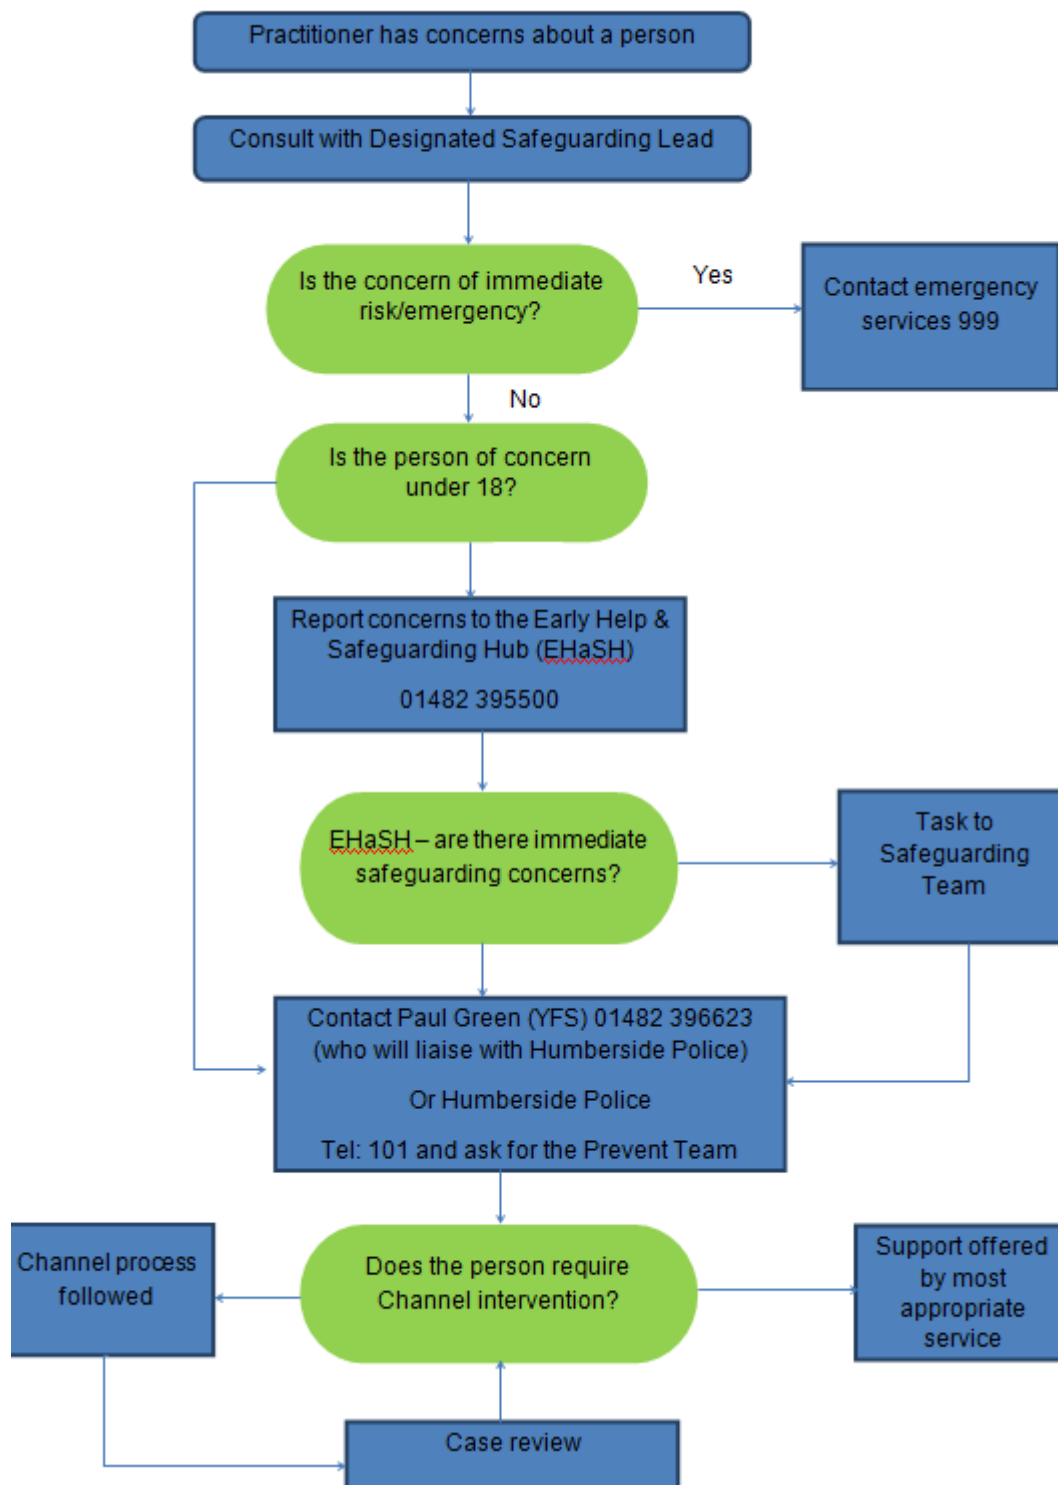 Practitioner has concerns about a person
Consult with Designated Safeguarding Lead
Is the concern of immediate
risk/emergency?
Yes
Contact emergency
services 999
No
Is the person of concern
under 18?
Report concerns to the Early Help &
Safeguarding Hub (EHaSH)
01482 395500
EHaSH – are there immediate
safeguarding concerns?
Task to
Safeguarding
Team
Contact Paul Green (YFS) 01482 396623
(who will liaise with Humberside Police)
Or Humberside Police
Tel: 101 and ask for the Prevent Team
Channel process
followed
Does the person require
Channel intervention?
Support offered
by most
appropriate
service
Case review